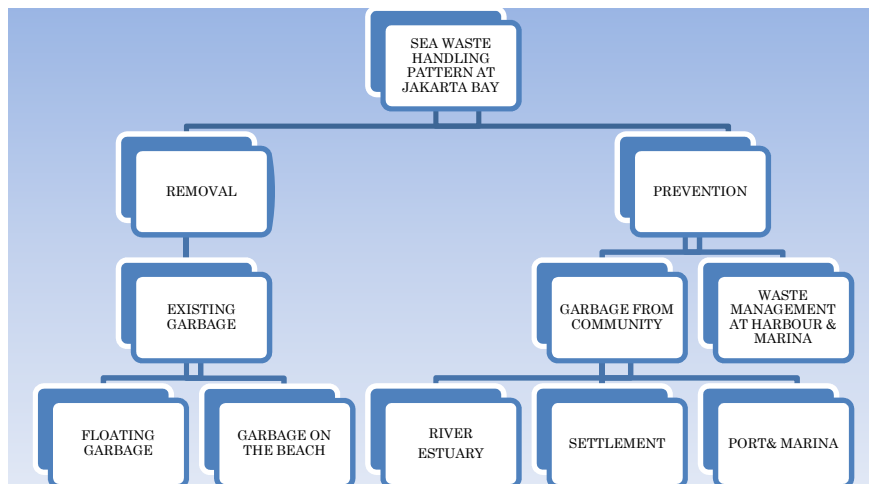 SEA WASTE
HANDLING
PATTERN AT
JAKARTA BAY
REMOVAL
PREVENTION
EXISTING
GARBAGE
GARBAGE FROM
COMMUNITY
WASTE
MANAGEMENT
AT HARBOUR &
MARINA
FLOATING
GARBAGE
GARBAGE ON
THE BEACH
RIVER
ESTUARY
SETTLEMENT
PORT& MARINA